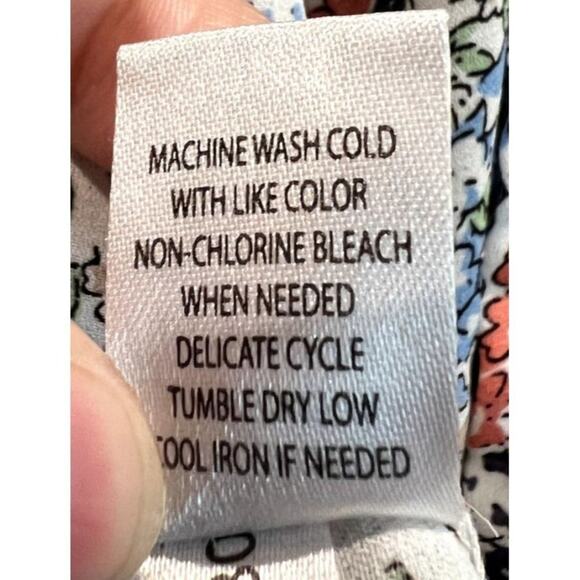 MACHINE WASH COLD
WITH LIKE COLOR
NON-CHLORINE BLEACH
WHEN NEEDED
DELICATE CYCLE
TUMBLE DRY LOW
COOL IRON IF NEEDED